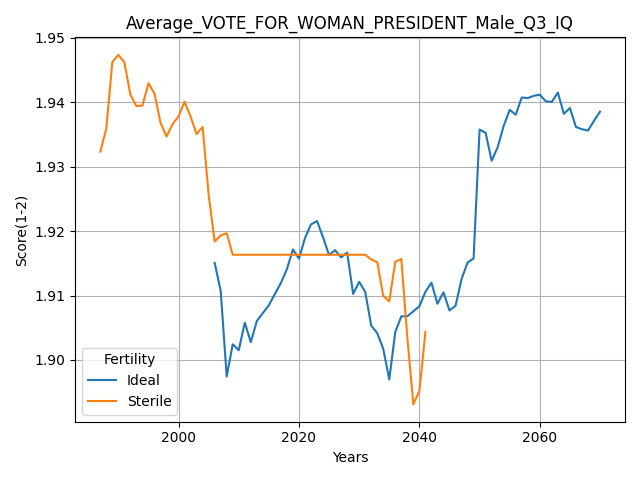 Average_VOTE_FOR_WOMAN_PRESIDENT_Male_Q3_IQ
Score(1-2)
1.95
1.94
1.93
1.92
1.91
1.90
Fertility
Ideal
Sterile
2000
2020
2040
2060
Years